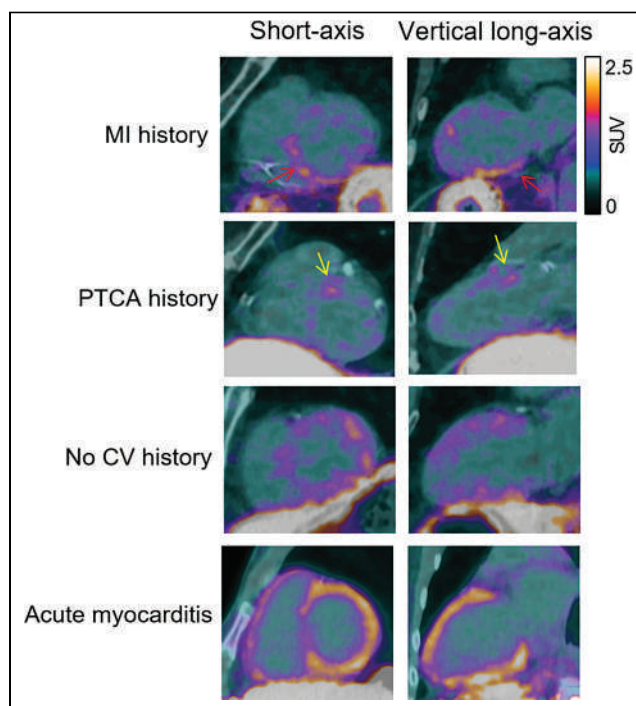 Short-axis
Vertical long-axis
2.5
MI history
SUV
0
PTCA history
No CV history
Acute myocarditis